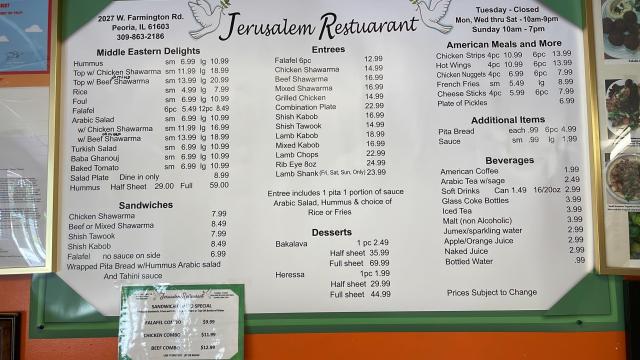 2027 W. Farmington Rd.
Peoria, IL 61603
309-863-2186
Jerusalem Restuarant
Tuesday - Closed
Mon, Wed thru Sat - 10am-9pm
Sunday 10am - 7pm
Middle Eastern Delights
Hummus sm 6.99 lg 10.99
Top w/ Chicken Shawarma sm 11.99 lg 18.99
Top w/ Beef Shawarma sm 13.99 lg 20.99
Rice sm 4.99 lg 7.99
Foul sm 6.99 lg 10.99
Falafel 6pc 5.49 12pc 8.49
Arabic Salad sm 6.99 lg 10.99
w/ Chicken Shawarma sm 11.99 lg 16.99
w/ Beef Shawarma sm 13.99 lg 18.99
Turkish Salad sm 6.99 lg 10.99
Baba Ghanouj sm 6.99 lg 10.99
Baked Tomato sm 6.99 lg 10.99
Salad Plate Dine in only 8.99
Hummus Half Sheet 29.00 Full 59.00
Sandwiches
Chicken Shawarma 7.99
Beef or Mixed Shawarma 8.49
Shish Tawook 7.99
Shish Kabob 8.49
Falafel no sauce on side 6.99
Wrapped Pita Bread w/Hummus Arabic salad
And Tahini sauce
Entrees
Falafel 6pc 12.99
Chicken Shawarma 14.99
Beef Shawarma 16.99
Mixed Shawarma 16.99
Grilled Chicken 14.99
Combination Plate 22.99
Shish Kabob 16.99
Shish Tawook 14.99
Lamb Kabob 18.99
Mixed Kabob 16.99
Lamb Chops 22.99
Rib Eye 8oz 24.99
Lamb Shank (Fri, Sat, Sun, Only) 23.99
Entree includes 1 pita 1 portion of sauce
Arabic Salad, Hummus & choice of
Rice or Fries
Desserts
Bakalava 1 pc 2.49
Half sheet 35.99
Full sheet 69.99
Heressa 1pc 1.99
Half sheet 29.99
Full sheet 44.99
American Meals and More
Chicken Strips 4pc 10.99 6pc 13.99
Hot Wings 4pc 10.99 6pc 13.99
Chicken Nuggets 4pc 6.99 6pc 7.99
French Fries sm 5.49 lg 8.99
Cheese Sticks 4pc 5.99 6pc 7.99
Plate of Pickles 6.99
Additional Items
Pita Bread each .99 6pc 4.99
Sauce sm .99 lg 1.99
Beverages
American Coffee 1.99
Arabic Tea w/sage 2.49
Soft Drinks Can 1.49 16/20oz 2.99
Glass Coke Bottles 3.99
Iced Tea 3.99
Malt (non Alcoholic) 3.99
Jumex/sparkling water 2.99
Apple/Orange Juice 2.99
Naked Juice 2.99
Bottled Water .99
Prices Subject to Change
Jerusalem Restuarant
SANDWICH COMBO SPECIAL
FALAFEL COMBO $9.99
CHICKEN COMBO $11.99
BEEF COMBO $12.99